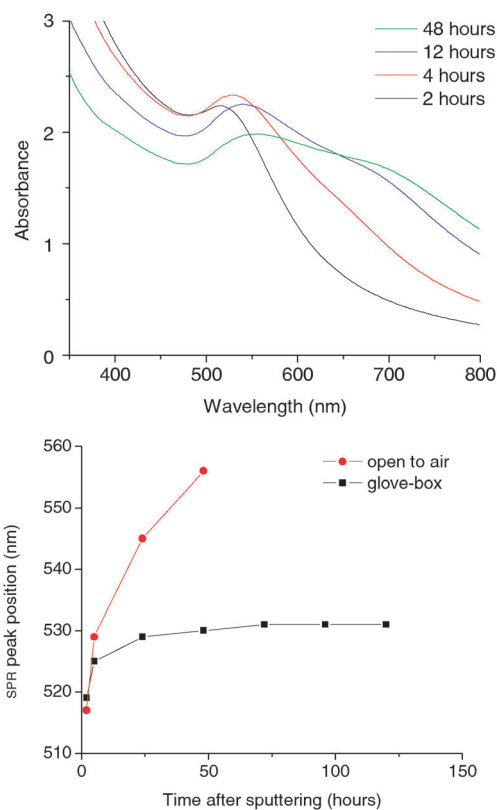 3
48 hours
12 hours
4 hours
2 hours
2
Absorbance
1
0
400 500 600 700 800
Wavelength (nm)
560
open to air
glove-box
550
540
SPR peak position (nm)
530
520
510
0 50 100 150
Time after sputtering (hours)